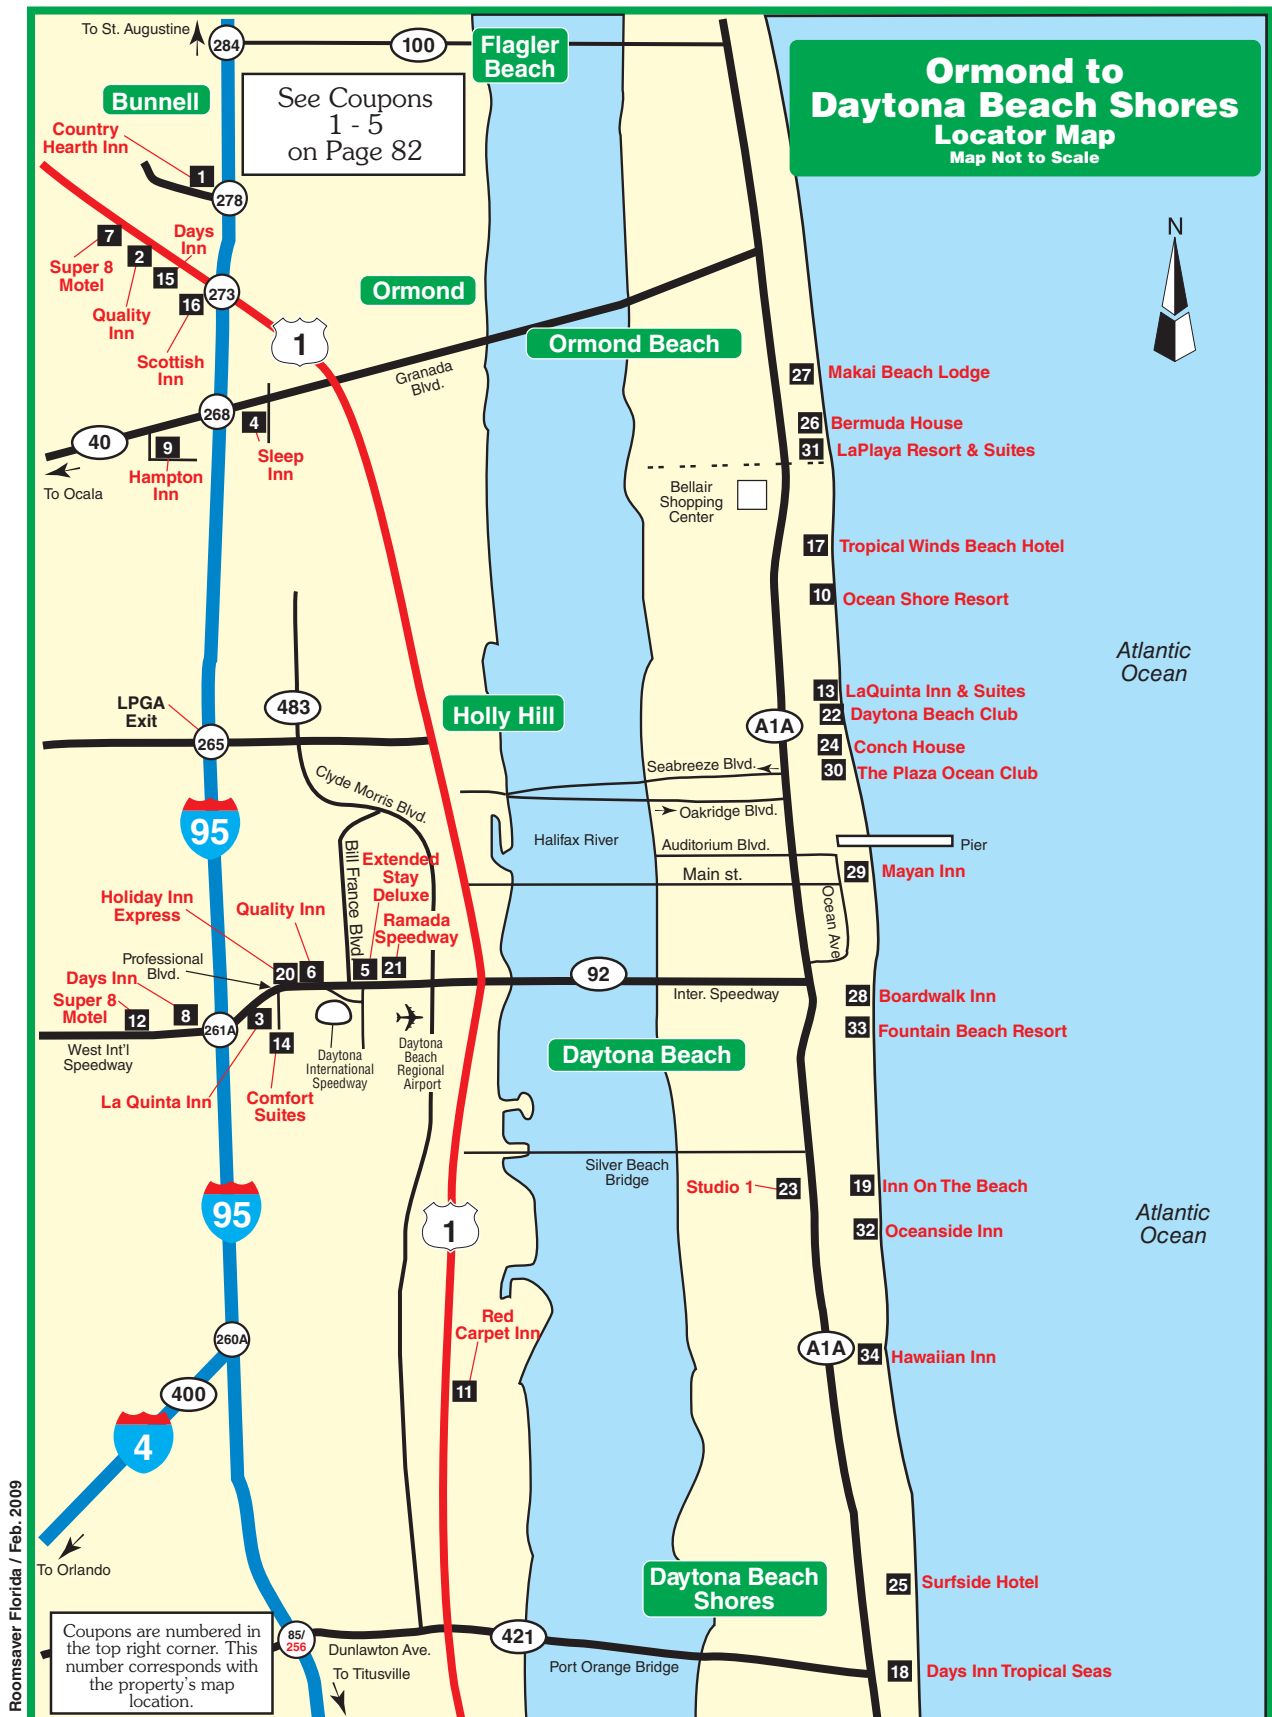 To St. Augustine
284
100
Flagler
Beach
Ormond to
Daytona Beach Shores
Locator Map
Map Not to Scale
Bunnell
See Coupons
1 - 5
on Page 82
Country
Hearth Inn
1
278
N
7
Days
Inn
2
Super 8
Motel
15
16
273
Quality
Inn
Scottish
Inn
1
Ormond
Ormond Beach
Granada
Blvd.
27
Makai Beach Lodge
268
4
26
Bermuda House
40
9
31
LaPlaya Resort & Suites
Sleep
Inn
Hampton
Inn
To Ocala
Bellair
Shopping
Center
17
Tropical Winds Beach Hotel
10
Ocean Shore Resort
Atlantic
Ocean
LPGA
Exit
483
Holly Hill
13
LaQuinta Inn & Suites
22
Daytona Beach Club
A1A
265
24
Conch House
30
The Plaza Ocean Club
Seabreeze Blvd.
Clyde Morris Blvd.
Oakridge Blvd.
95
Halifax River
Auditorium Blvd.
Pier
Bill France Blvd
Extended
Stay
Deluxe
Main st.
29
Mayan Inn
Ocean Ave
Holiday Inn
Express
Quality Inn
Ramada
Speedway
Professional
Blvd.
20
6
5
21
92
Inter. Speedway
Days Inn
Super 8
Motel
12
8
261A
3
14
28
Boardwalk Inn
33
Fountain Beach Resort
West Int'l
Speedway
Daytona
International
Speedway
Daytona
Beach
Regional
Airport
Daytona Beach
La Quinta Inn
Comfort
Suites
Silver Beach
Bridge
Studio 1
23
19
Inn On The Beach
95
1
32
Oceanside Inn
Atlantic
Ocean
Red
Carpet Inn
260A
A1A
34
Hawaiian Inn
400
11
4
To Orlando
Daytona Beach
Shores
25
Surfside Hotel
Coupons are numbered in
the top right corner. This
number corresponds with
the property's map
location.
85/
256
Dunlawton Ave.
421
Port Orange Bridge
To Titusville
18
Days Inn Tropical Seas
Roomsaver Florida / Feb. 2009